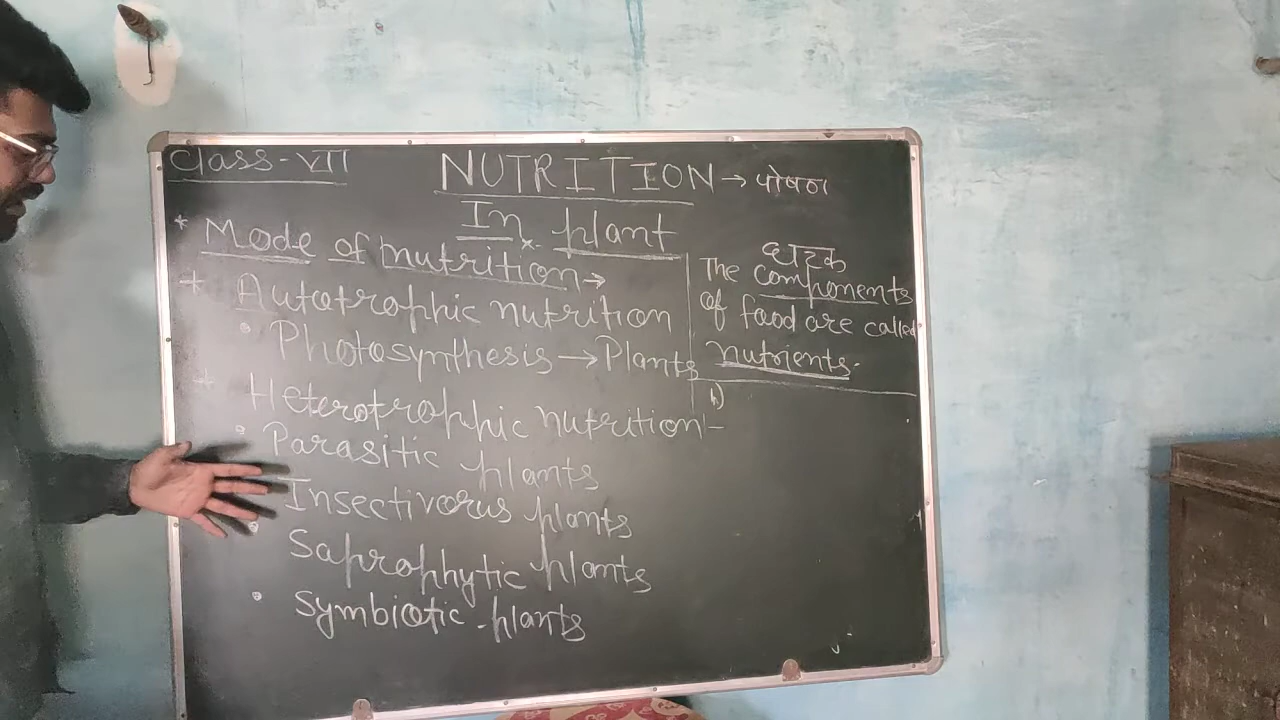 Class-VII
NUTRITION → पोषण
In plant
* Mode of nutrition →
* Autotrophic nutrition
• Photosynthesis → Plants
* Heterotrophic nutrition -
• Parasitic plants
Insectivorus plants
• Saprophytic plants
• Symbiotic plants
घटक
The components
of food are called
nutrients.